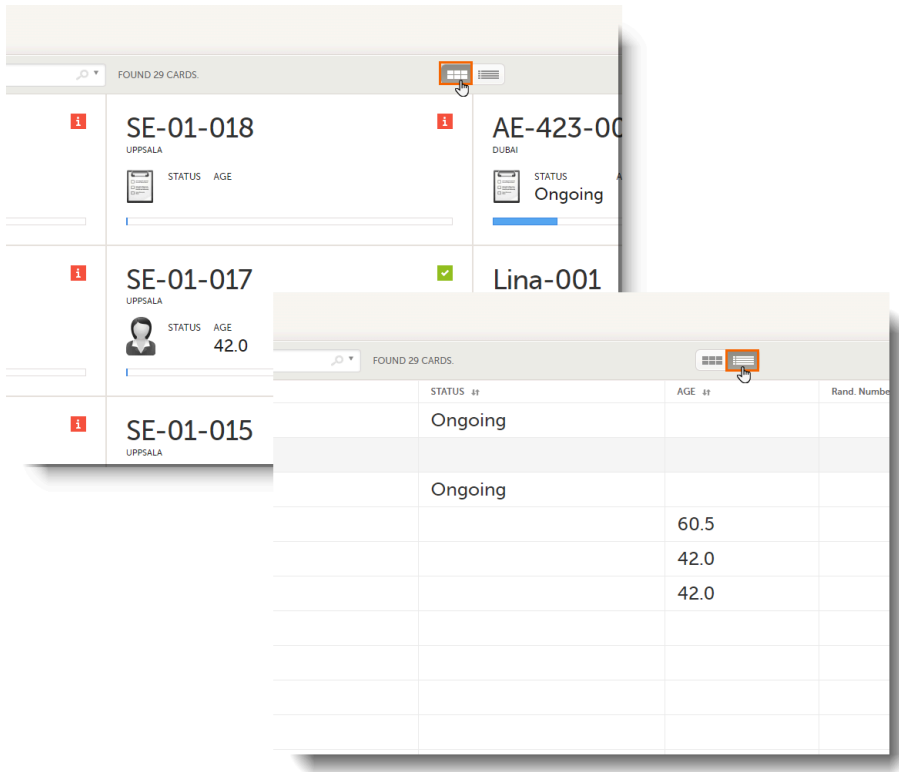 FOUND 29 CARDS.
SE-01-018
UPPSALA
STATUS AGE
AE-423-00
DUBAI
STATUS A
Ongoing
SE-01-017
UPPSALA
STATUS AGE
42.0
Lina-001
SE-01-015
UPPSALA
FOUND 29 CARDS.
STATUS AGE Rand. Numbe
Ongoing
Ongoing
60.5
42.0
42.0